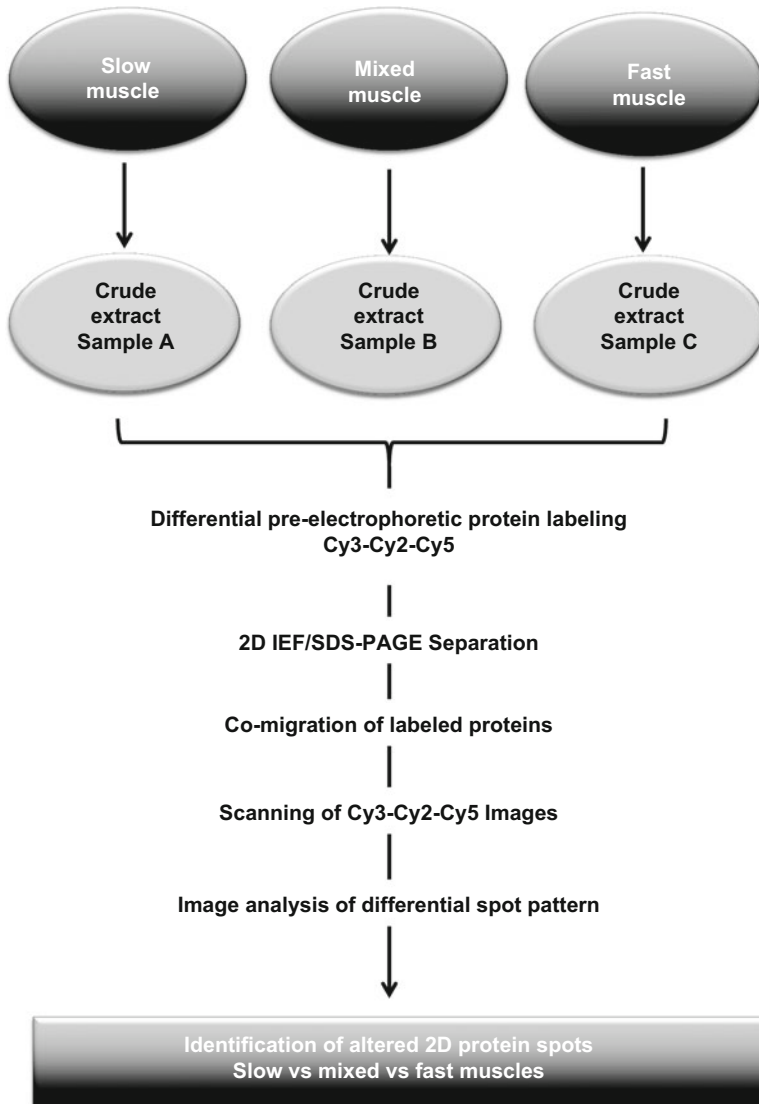 Slow
muscle
Mixed
muscle
Fast
muscle
Crude
extract
Sample A
Crude
extract
Sample B
Crude
extract
Sample C
Differential pre-electrophoretic protein labeling
Cy3-Cy2-Cy5
2D IEF/SDS-PAGE Separation
Co-migration of labeled proteins
Scanning of Cy3-Cy2-Cy5 Images
Image analysis of differential spot pattern
Identification of altered 2D protein spots
Slow vs mixed vs fast muscles